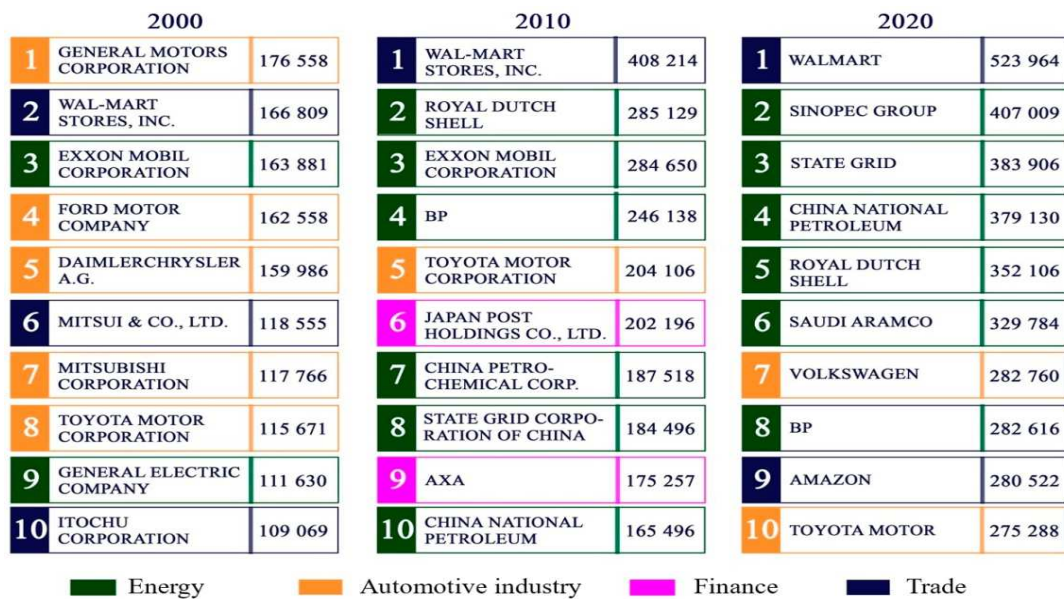 2000
1
GENERAL MOTORS
CORPORATION
176 558
2
WAL-MART
STORES, INC.
166 809
3
EXXON MOBIL
CORPORATION
163 881
4
FORD MOTOR
COMPANY
162 558
5
DAIMLERCHRYSLER
A.G.
159 986
6
MITSUI & CO., LTD.
118 555
7
MITSUBISHI
CORPORATION
117 766
8
TOYOTA MOTOR
CORPORATION
115 671
9
GENERAL ELECTRIC
COMPANY
111 630
10
ITOCHU
CORPORATION
109 069
2010
1
WAL-MART
STORES, INC.
408 214
2
ROYAL DUTCH
SHELL
285 129
3
EXXON MOBIL
CORPORATION
284 650
4
BP
246 138
5
TOYOTA MOTOR
CORPORATION
204 106
6
JAPAN POST
HOLDINGS CO., LTD.
202 196
7
CHINA PETRO-
CHEMICAL CORP.
187 518
8
STATE GRID CORPO-
RATION OF CHINA
184 496
9
AXA
175 257
10
CHINA NATIONAL
PETROLEUM
165 496
2020
1
WALMART
523 964
2
SINOPEC GROUP
407 009
3
STATE GRID
383 906
4
CHINA NATIONAL
PETROLEUM
379 130
5
ROYAL DUTCH
SHELL
352 106
6
SAUDI ARAMCO
329 784
7
VOLKSWAGEN
282 760
8
BP
282 616
9
AMAZON
280 522
10
TOYOTA MOTOR
275 288
Energy
Automotive industry
Finance
Trade